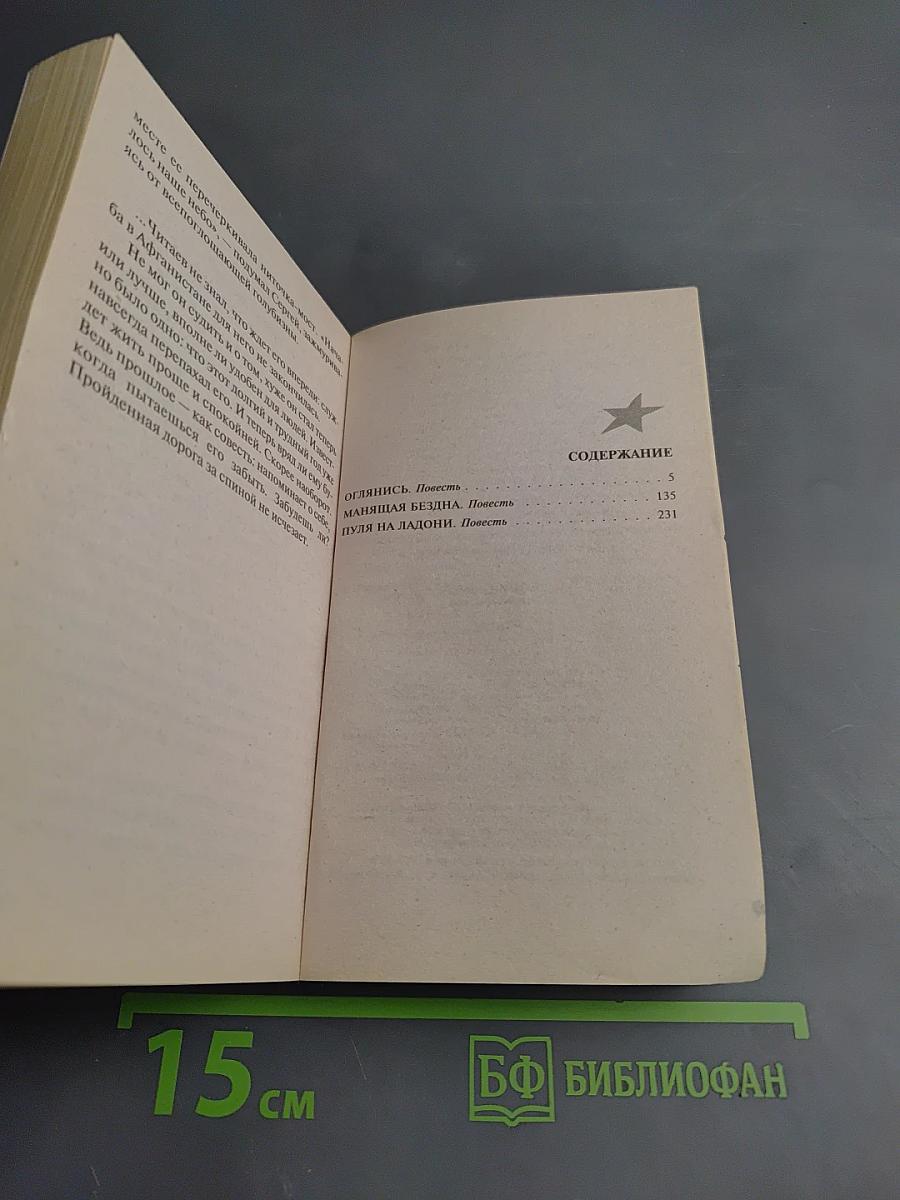 месте ее перечеркивала ниточка-мост... «Нача-
лось наше небо», — подумал Сергей, зажмурива-
ясь от всепоглощающей голубизны.
...Читаев не знал, что ждет его впереди: служ-
ба в Афганистане для него не закончилась.
Не мог он судить и о том, хуже он стал теперь
или лучше, вполне ли удобен для людей. Извест-
но было одно: что этот долгий и трудный год уже
навсегда перепахал его. И теперь вряд ли ему бу-
дет жить проще и спокойней. Скорее наоборот.
Ведь прошлое — как совесть: напоминает о себе,
когда пытаешься его забыть. Забудешь ли?
Пройденная дорога за спиной не исчезает.
СОДЕРЖАНИЕ
ОГЛЯНИСЬ. Повесть . . . . . . . . . . . . . . . . . . . . 5
МАНЯЩАЯ БЕЗДНА. Повесть . . . . . . . . . . . . . 135
ПУЛЯ НА ЛАДОНИ. Повесть . . . . . . . . . . . . . 231
15 СМ
БФ БИБЛИОФАН